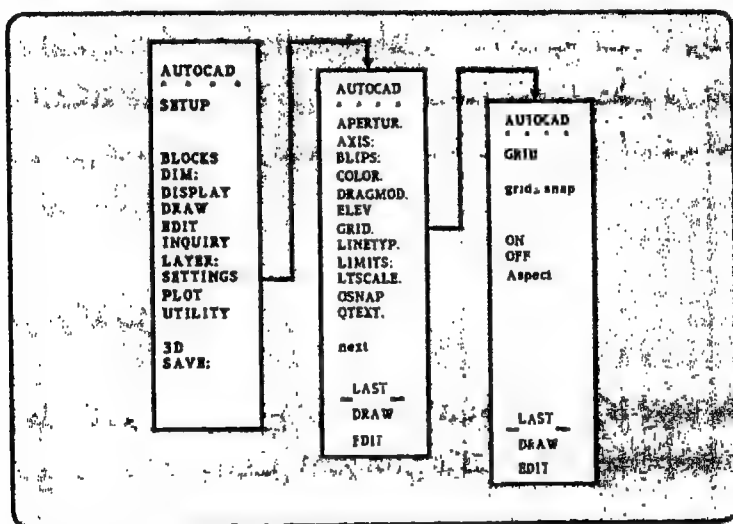 AUTOCAD
* * * *
SETUP
BLOCKS
DIM:
DISPLAY
DRAW
EDIT
INQUIRY
LAYER:
SETTINGS
PLOT
UTILITY
3D
SAVE:
AUTOCAD
* * * *
APERTUR.
AXIS:
BLIPS:
COLOR.
DRAGMOD.
ELEV
GRID.
LINETYP.
LIMITS:
LTSCALE.
OSNAP
QTEXT.
next
__LAST__
DRAW
EDIT
AUTOCAD
* * * *
GRID
grid=snap
ON
OFF
Aspect
__LAST__
DRAW
EDIT